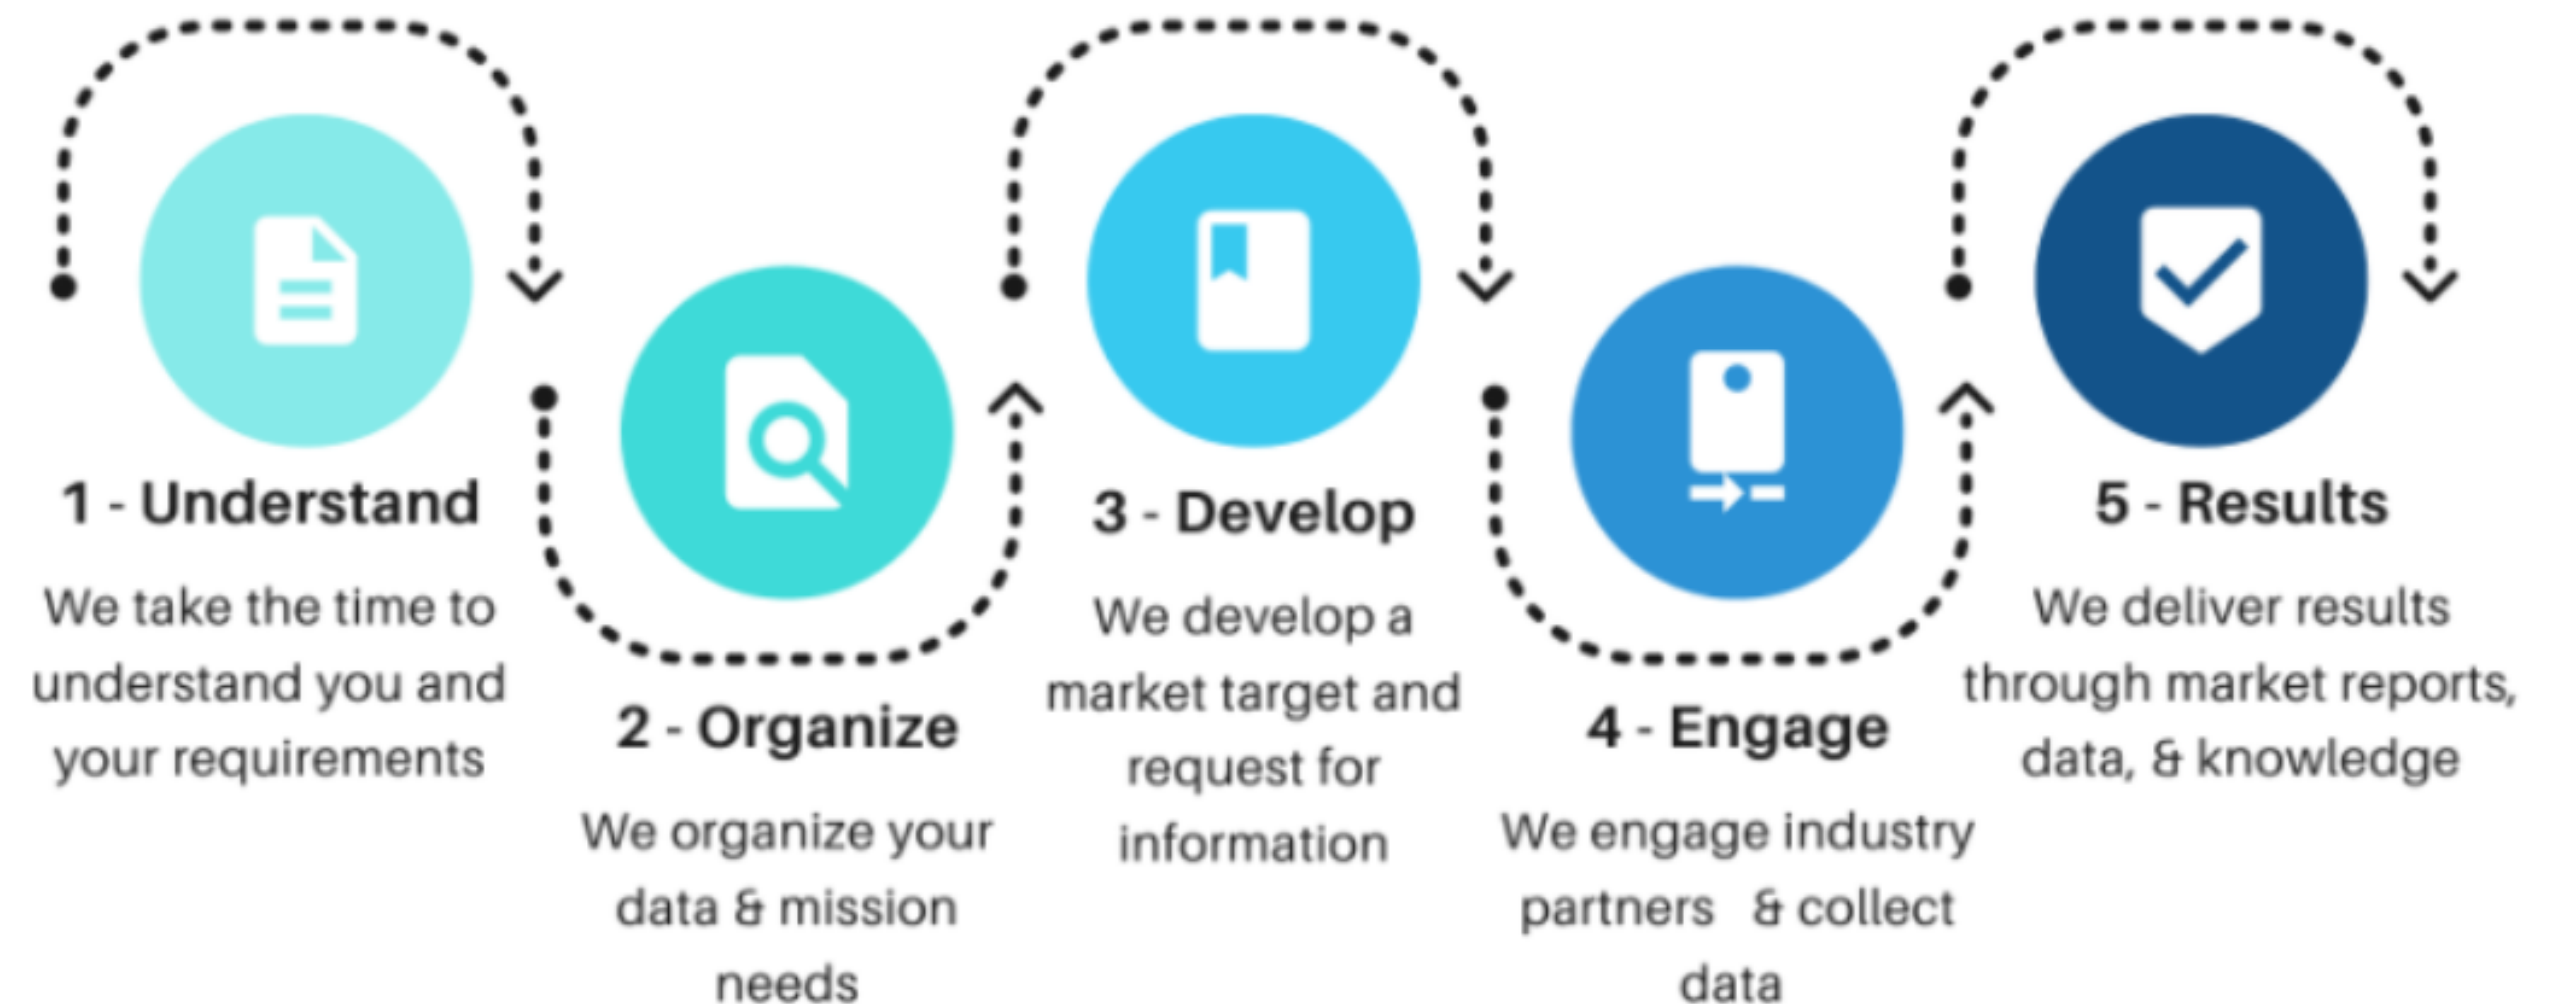 1 - Understand
We take the time to
understand you and
your requirements
2 - Organize
We organize your
data & mission
needs
3 - Develop
We develop a
market target and
request for
information
4 - Engage
We engage industry
partners & collect
data
5 - Results
We deliver results
through market reports,
data, & knowledge